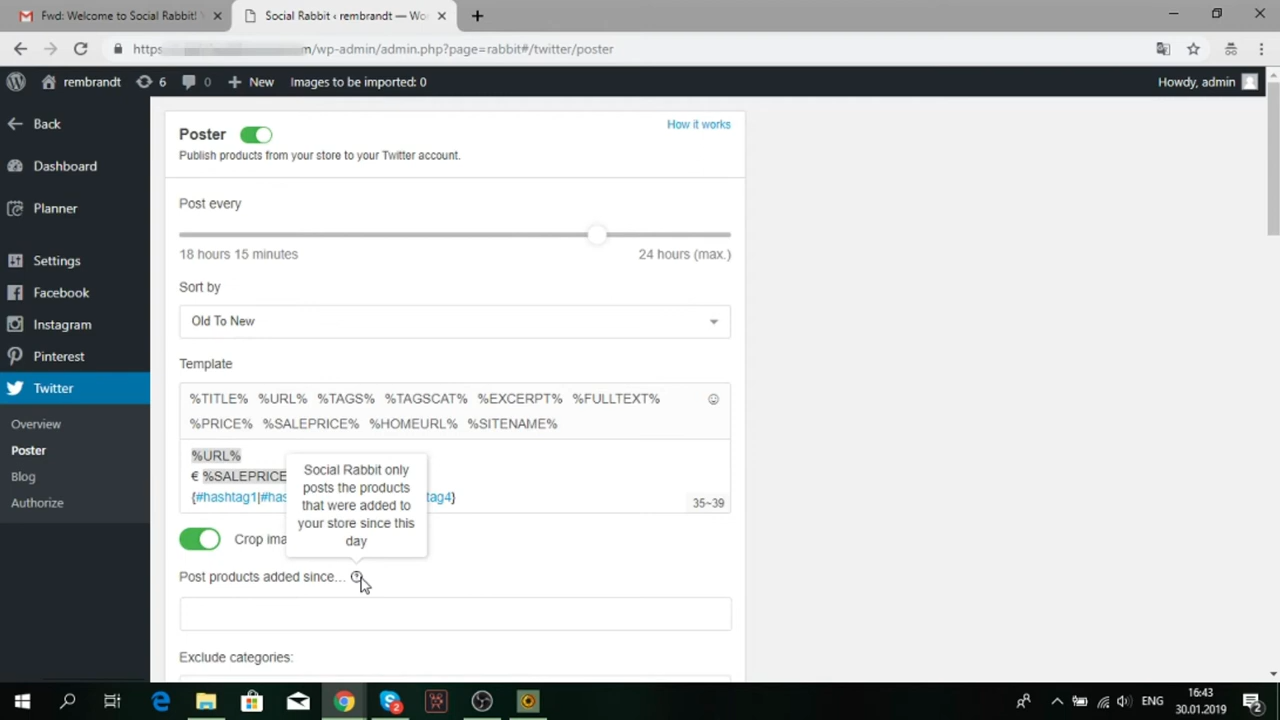 Fwd: Welcome to Social Rabbit!
Social Rabbit ‹ rembrandt — Wo
https
m/wp-admin/admin.php?page=rabbit#/twitter/poster
rembrandt
6
0
New
Images to be imported: 0
Howdy, admin
Back
Dashboard
Planner
Settings
Facebook
Instagram
Pinterest
Twitter
Overview
Poster
Blog
Authorize
Poster
How it works
Publish products from your store to your Twitter account.
Post every
18 hours 15 minutes
24 hours (max.)
Sort by
Old To New
Template
%TITLE% %URL% %TAGS% %TAGSCAT% %EXCERPT% %FULLTEXT%
%PRICE% %SALEPRICE% %HOMEURL% %SITENAME%
%URL%
€ %SALEPRICE
{#hashtag1|#has
tag4}
35~39
Social Rabbit only
posts the products
that were added to
your store since this
day
Crop ima
Post products added since...
Exclude categories:
ENG
16:43
30.01.2019
2
2